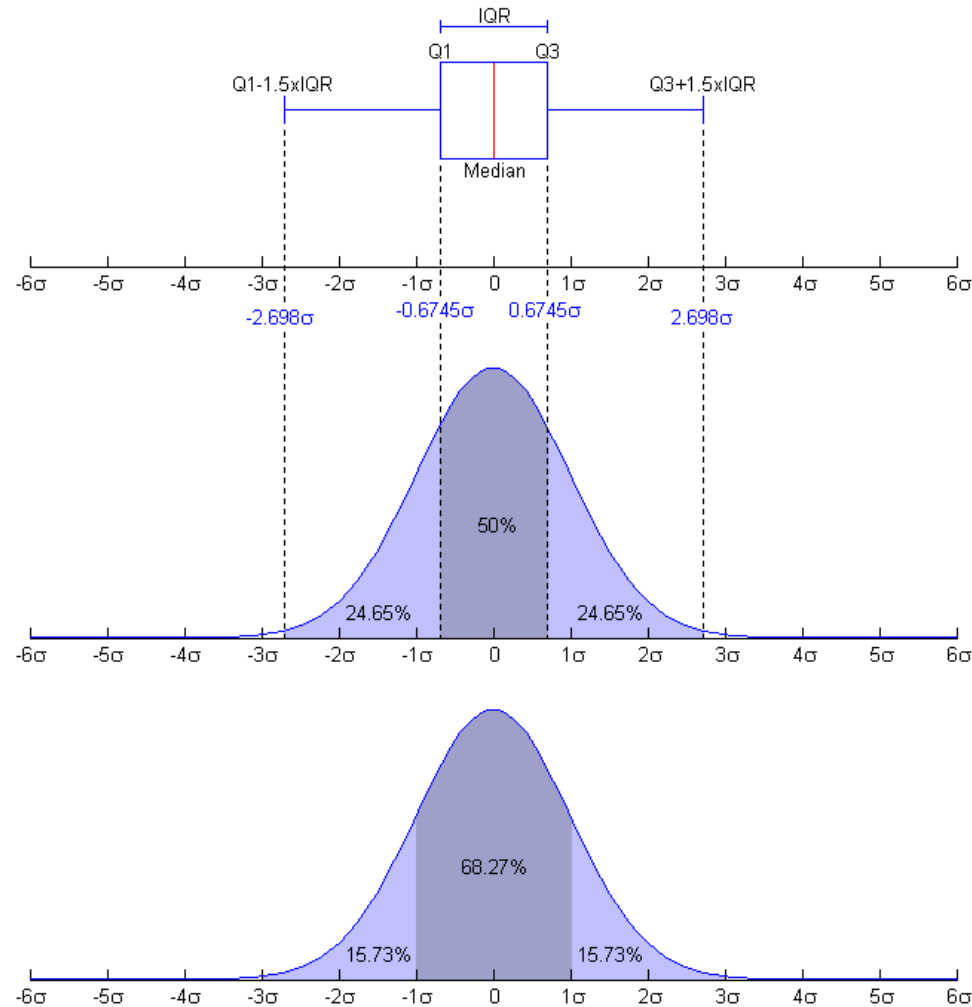 IQR
Q1 Q3
Q1-1.5xIQR Q3+1.5xIQR
Median
-6σ -5σ -4σ -3σ -2σ -1σ 0 1σ 2σ 3σ 4σ 5σ 6σ
-2.698σ -0.6745σ 0.6745σ 2.698σ
50%
24.65% 24.65%
-6σ -5σ -4σ -3σ -2σ -1σ 0 1σ 2σ 3σ 4σ 5σ 6σ
68.27%
15.73% 15.73%
-6σ -5σ -4σ -3σ -2σ -1σ 0 1σ 2σ 3σ 4σ 5σ 6σ